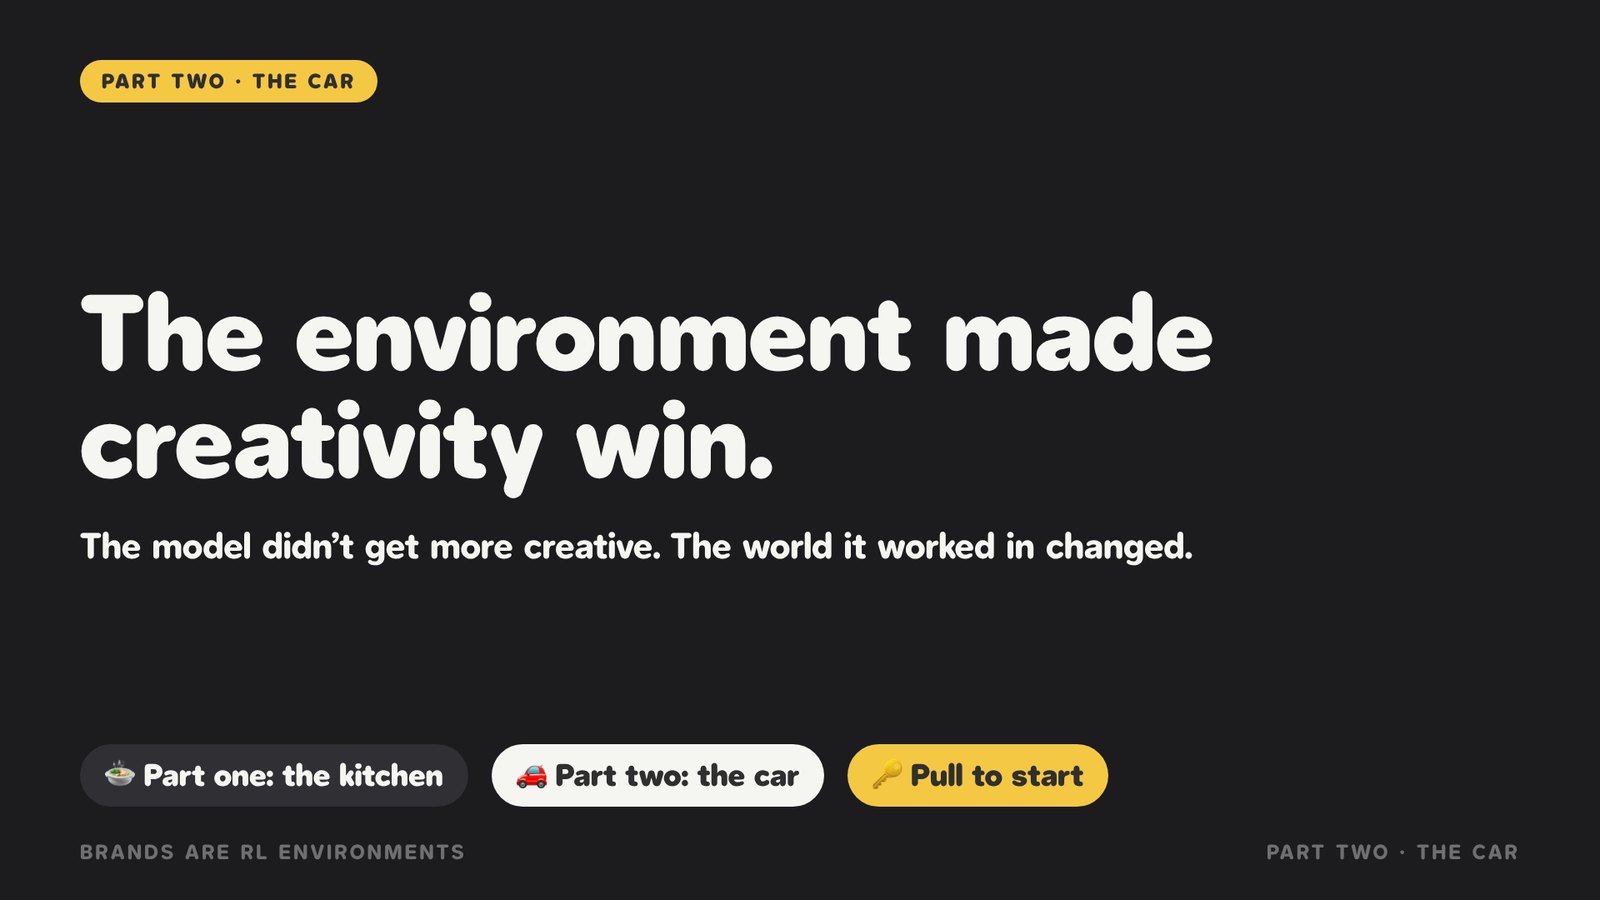 PART TWO · THE CAR
The environment made
creativity win.
The model didn’t get more creative. The world it worked in changed.
🍲 Part one: the kitchen
🚗 Part two: the car
🔑 Pull to start
BRANDS ARE RL ENVIRONMENTS
PART TWO · THE CAR